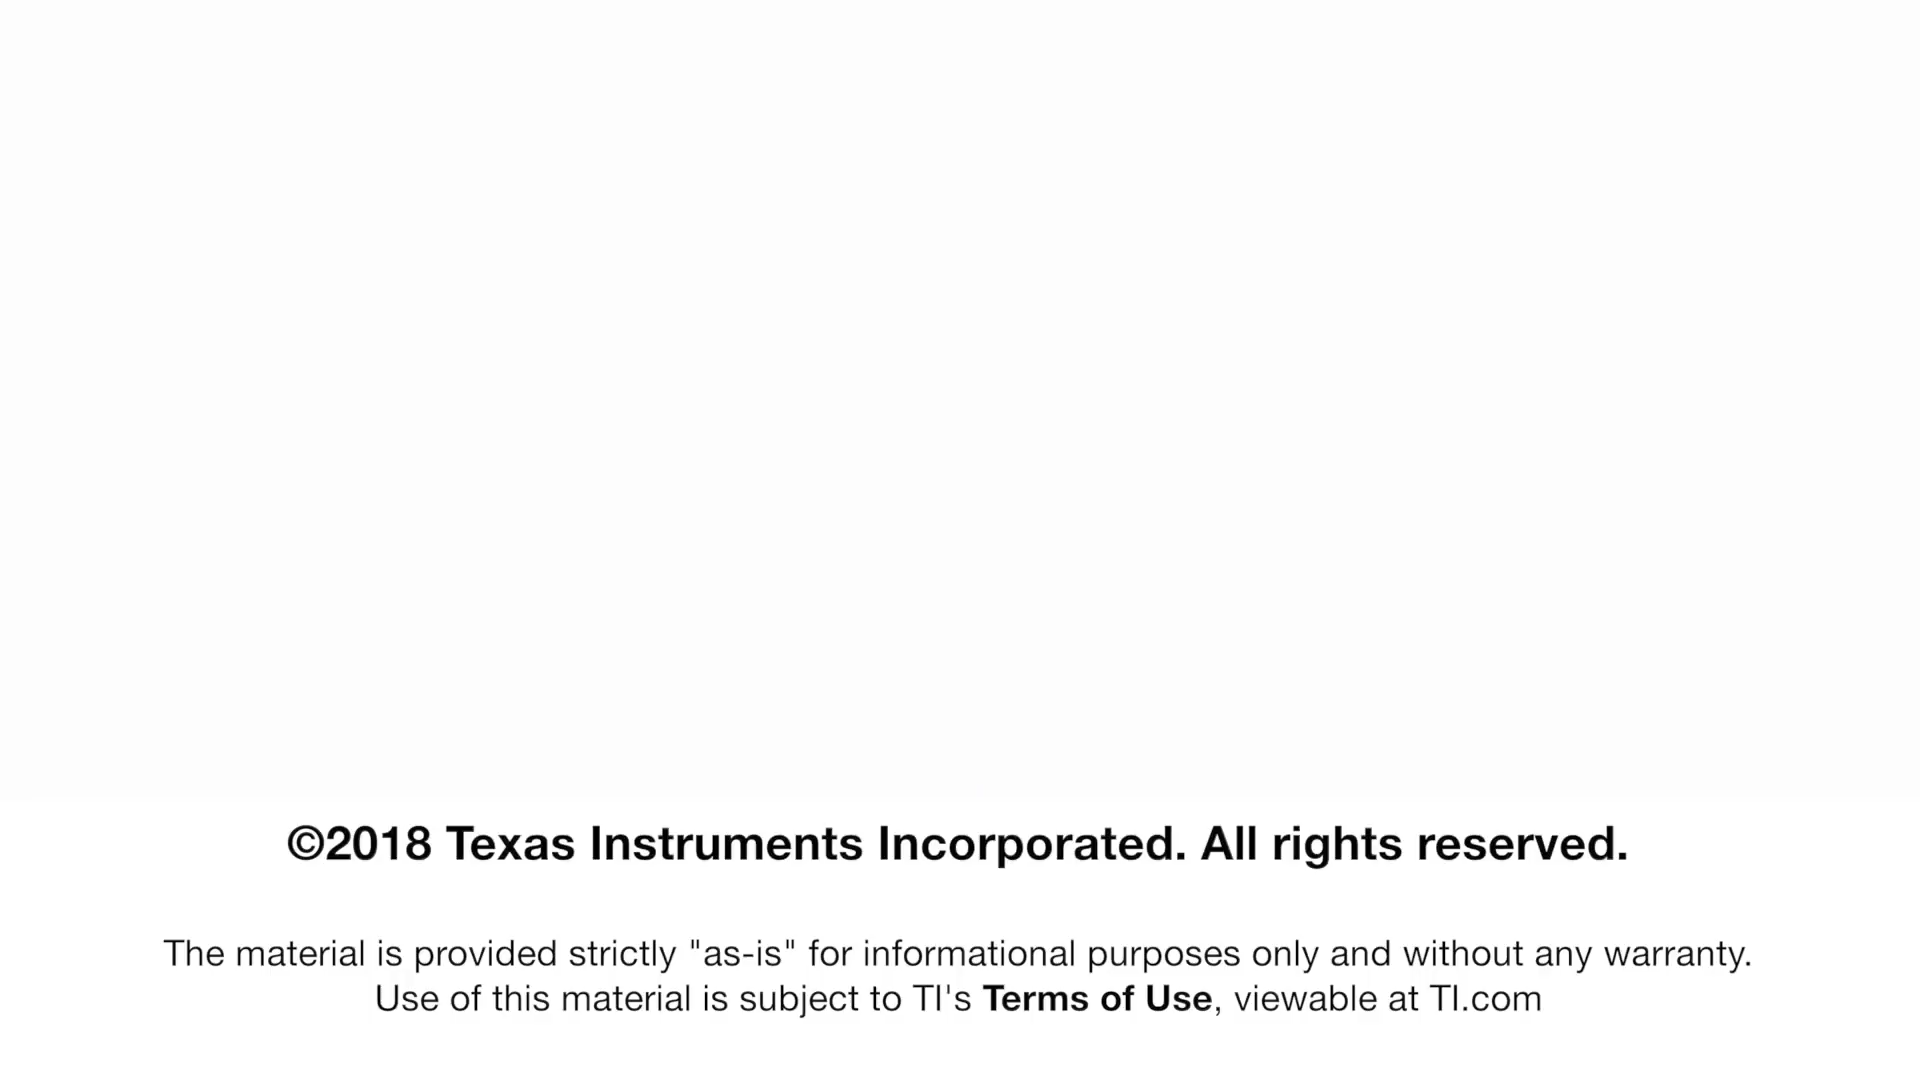 ©2018 Texas Instruments Incorporated. All rights reserved.
The material is provided strictly "as-is" for informational purposes only and without any warranty.
Use of this material is subject to TI's Terms of Use, viewable at TI.com